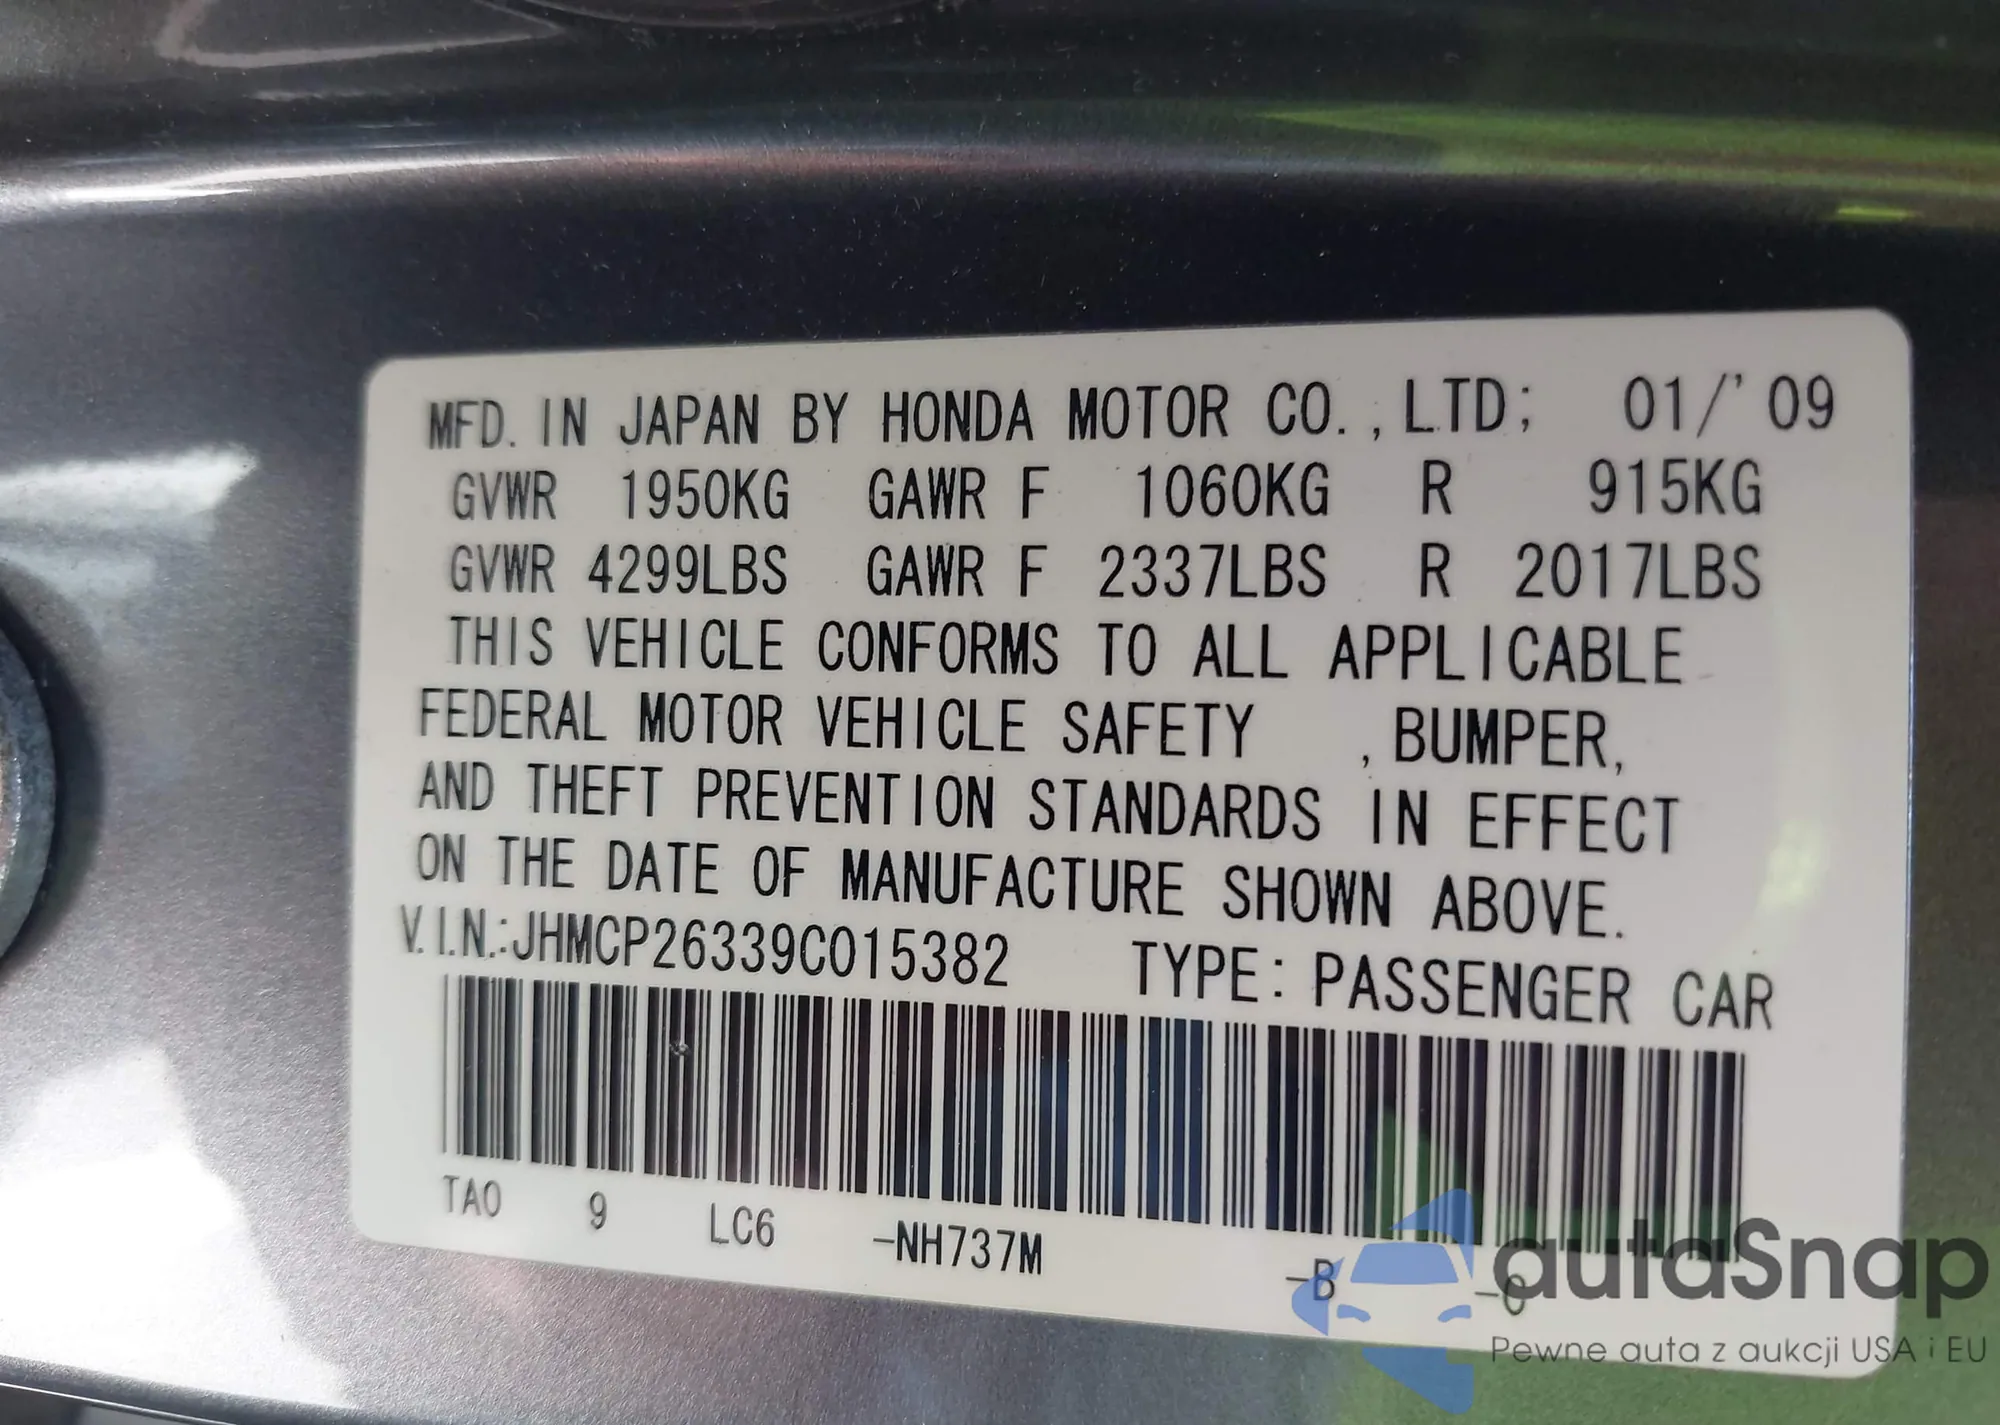 MFD. IN JAPAN BY HONDA MOTOR CO.,LTD; 01/'09
GVWR 1950KG GAWR F 1060KG R 915KG
GVWR 4299LBS GAWR F 2337LBS R 2017LBS
THIS VEHICLE CONFORMS TO ALL APPLICABLE
FEDERAL MOTOR VEHICLE SAFETY , BUMPER,
AND THEFT PREVENTION STANDARDS IN EFFECT
ON THE DATE OF MANUFACTURE SHOWN ABOVE.
V.I.N.:JHMCP26339C015382 TYPE: PASSENGER CAR
TA0 9 LC6 -NH737M -B -C
autaSnap
Pewne auta z aukcji USA i EU